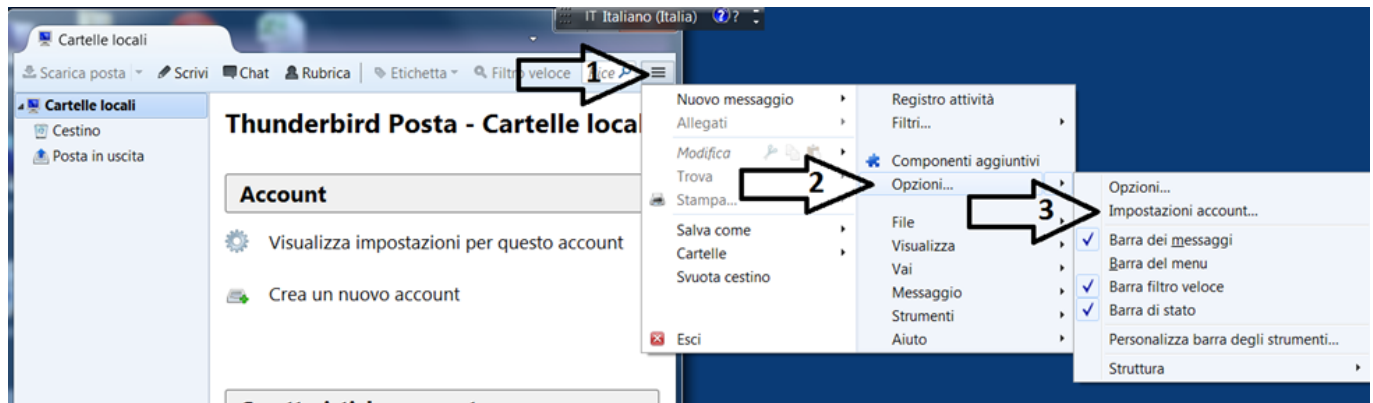 IT Italiano (Italia) ?
Cartelle locali
Scarica posta Scrivi Chat Rubrica Etichetta Filtro veloce
1
Cartelle locali
Cestino
Posta in uscita
Thunderbird Posta - Cartelle local
Account
Visualizza impostazioni per questo account
Crea un nuovo account
Nuovo messaggio
Allegati
Modifica
Trova
Stampa...
Salva come
Cartelle
Svuota cestino
Esci
Registro attività
Filtri...
Componenti aggiuntivi
2
Opzioni...
File
Visualizza
Vai
Messaggio
Strumenti
Aiuto
Opzioni...
3
Impostazioni account...
Barra dei messaggi
Barra del menu
Barra filtro veloce
Barra di stato
Personalizza barra degli strumenti...
Struttura